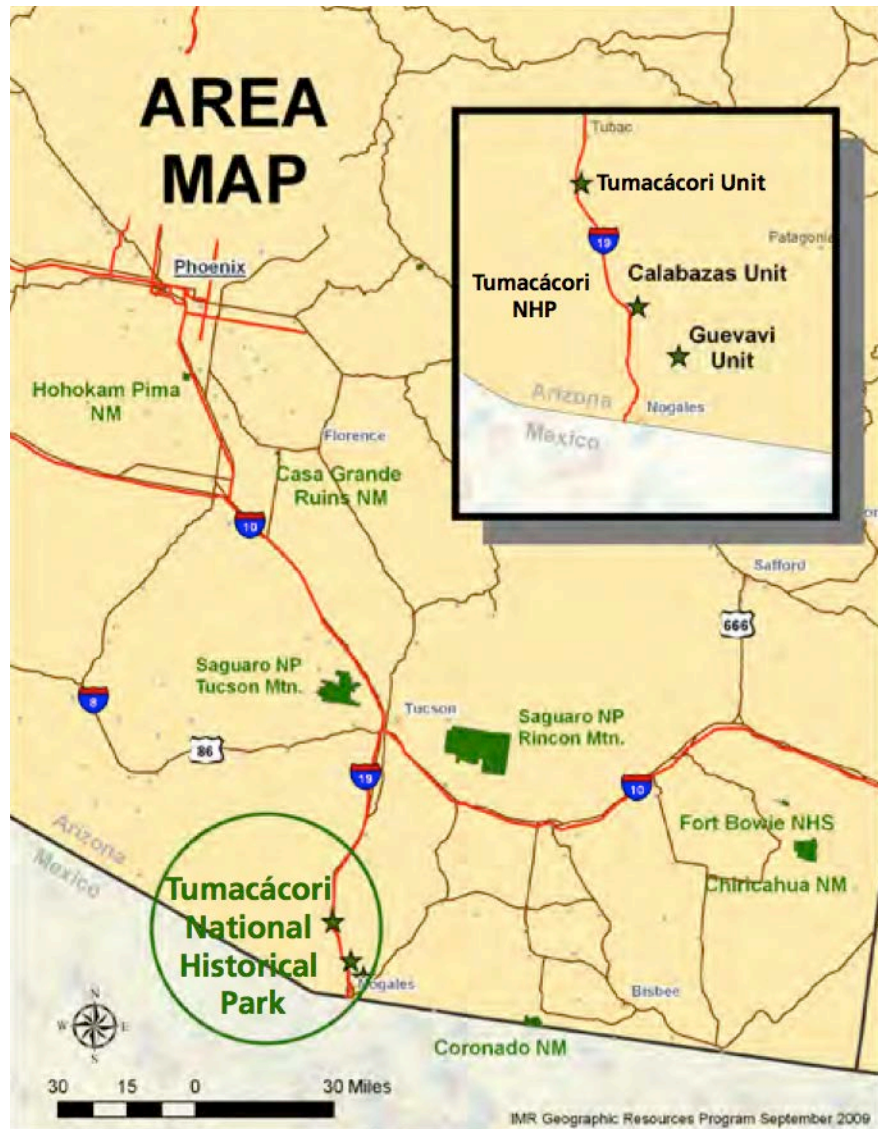 AREA
MAP
Tubac
Tumacácori Unit
19
Patagonia
Tumacácori
NHP
Calabazas Unit
Guevavi
Unit
Arizona
Nogales
Mexico
Phoenix
Hohokam Pima
NM
Florence
Casa Grande
Ruins NM
10
Safford
666
Saguaro NP
Tucson Mtn.
8
Tucson
Saguaro NP
Rincon Mtn.
86
19
10
Arizona
Mexico
Fort Bowie NHS
Chiricahua NM
Tumacácori
National
Historical
Park
Nogales
Bisbee
N
W
E
S
Coronado NM
30 15 0 30 Miles
IMR Geographic Resources Program September 2009